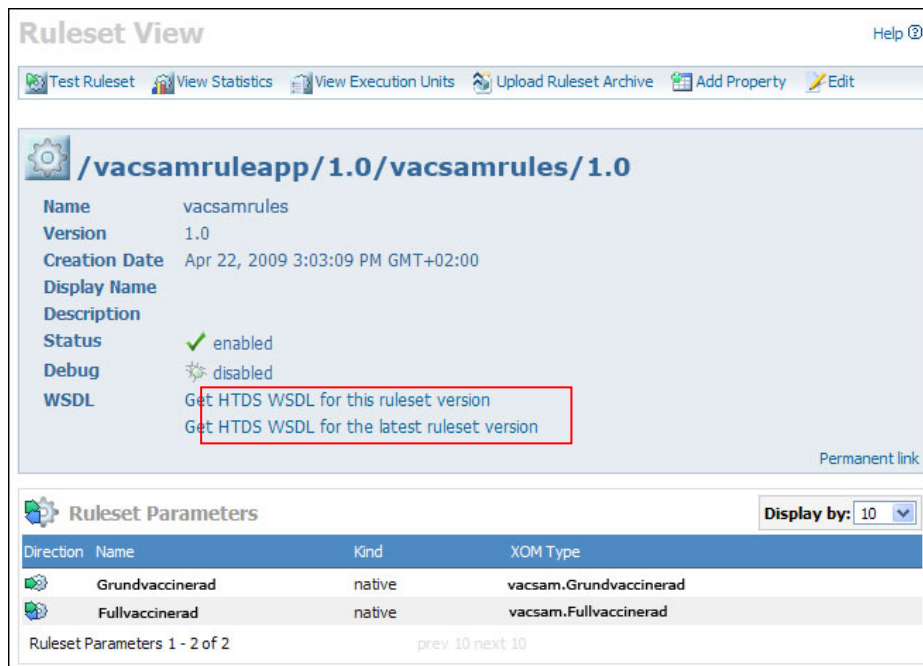 Ruleset View
Help
Test Ruleset View Statistics View Execution Units Upload Ruleset Archive Add Property Edit
/vacsamruleapp/1.0/vacsamrules/1.0
Name vacsamrules
Version 1.0
Creation Date Apr 22, 2009 3:03:09 PM GMT+02:00
Display Name
Description
Status enabled
Debug disabled
WSDL Get HTDS WSDL for this ruleset version
Get HTDS WSDL for the latest ruleset version
Permanent link
Ruleset Parameters Display by: 10
Direction Name Kind XOM Type
Grundvaccinerad native vacsam.Grundvaccinerad
Fullvaccinerad native vacsam.Fullvaccinerad
Ruleset Parameters 1 - 2 of 2 prev 10 next 10